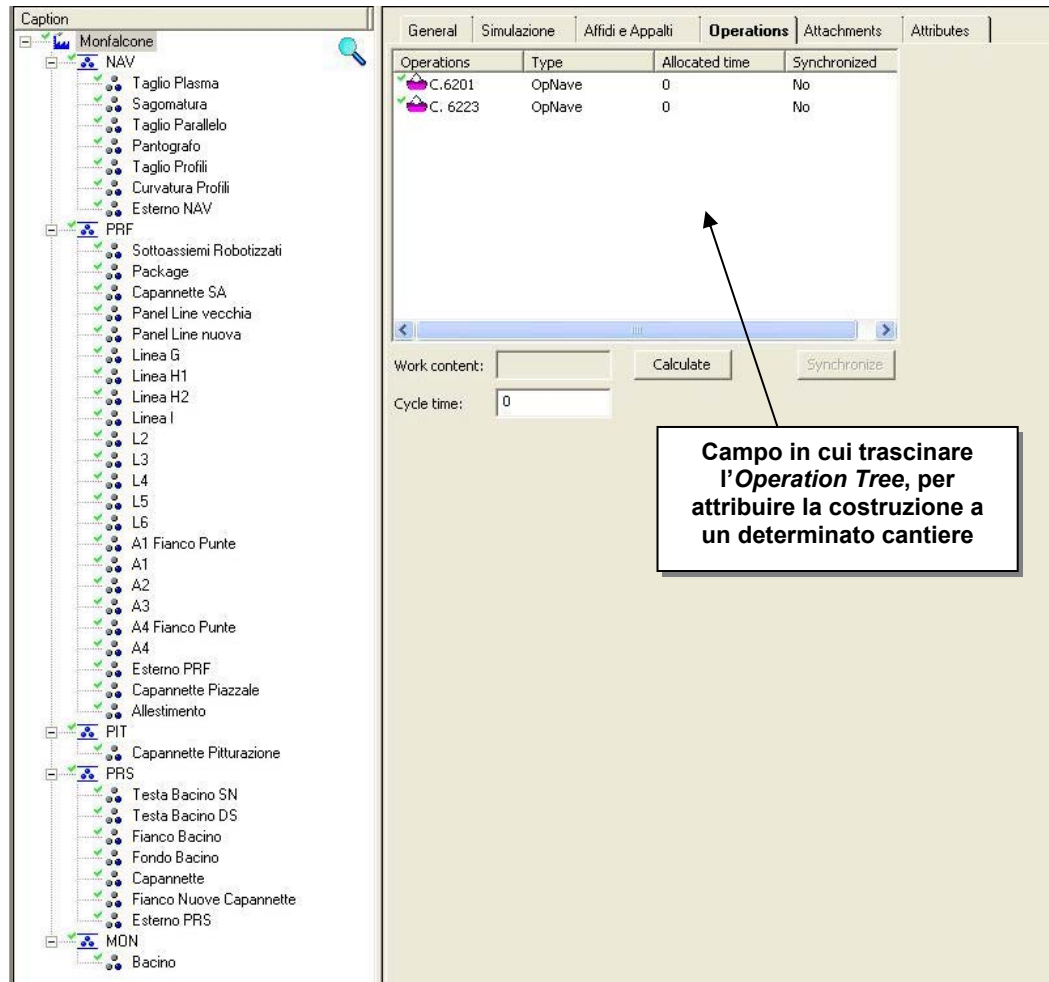 Caption
Monfalcone
NAV
Taglio Plasma
Sagomatura
Taglio Parallelo
Pantografo
Taglio Profili
Curvatura Profili
Esterno NAV
PRF
Sottoassiemi Robotizzati
Package
Capannette SA
Panel Line vecchia
Panel Line nuova
Linea G
Linea H1
Linea H2
Linea I
L2
L3
L4
L5
L6
A1 Fianco Punte
A1
A2
A3
A4 Fianco Punte
A4
Esterno PRF
Capannette Piazzale
Allestimento
PIT
Capannette Pitturazione
PRS
Testa Bacino SN
Testa Bacino DS
Fianco Bacino
Fondo Bacino
Capannette
Fianco Nuove Capannette
Esterno PRS
MON
Bacino
General Simulazione Affidi e Appalti Operations Attachments Attributes
Operations Type Allocated time Synchronized
C.6201 OpNave 0 No
C. 6223 OpNave 0 No
Work content: Calculate Synchronize
Cycle time: 0
Campo in cui trascinare
l’Operation Tree, per
attribuire la costruzione a
un determinato cantiere